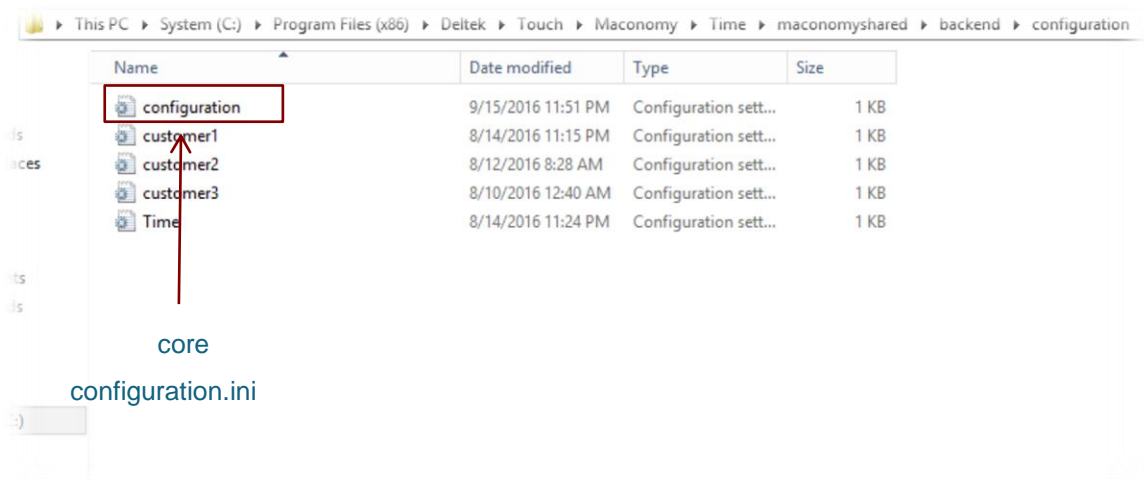 This PC ▸ System (C:) ▸ Program Files (x86) ▸ Deltek ▸ Touch ▸ Maconomy ▸ Time ▸ maconomyshared ▸ backend ▸ configuration
Name Date modified Type Size
configuration 9/15/2016 11:51 PM Configuration sett... 1 KB
customer1 8/14/2016 11:15 PM Configuration sett... 1 KB
customer2 8/12/2016 8:28 AM Configuration sett... 1 KB
customer3 8/10/2016 12:40 AM Configuration sett... 1 KB
Time 8/14/2016 11:24 PM Configuration sett... 1 KB
core
configuration.ini